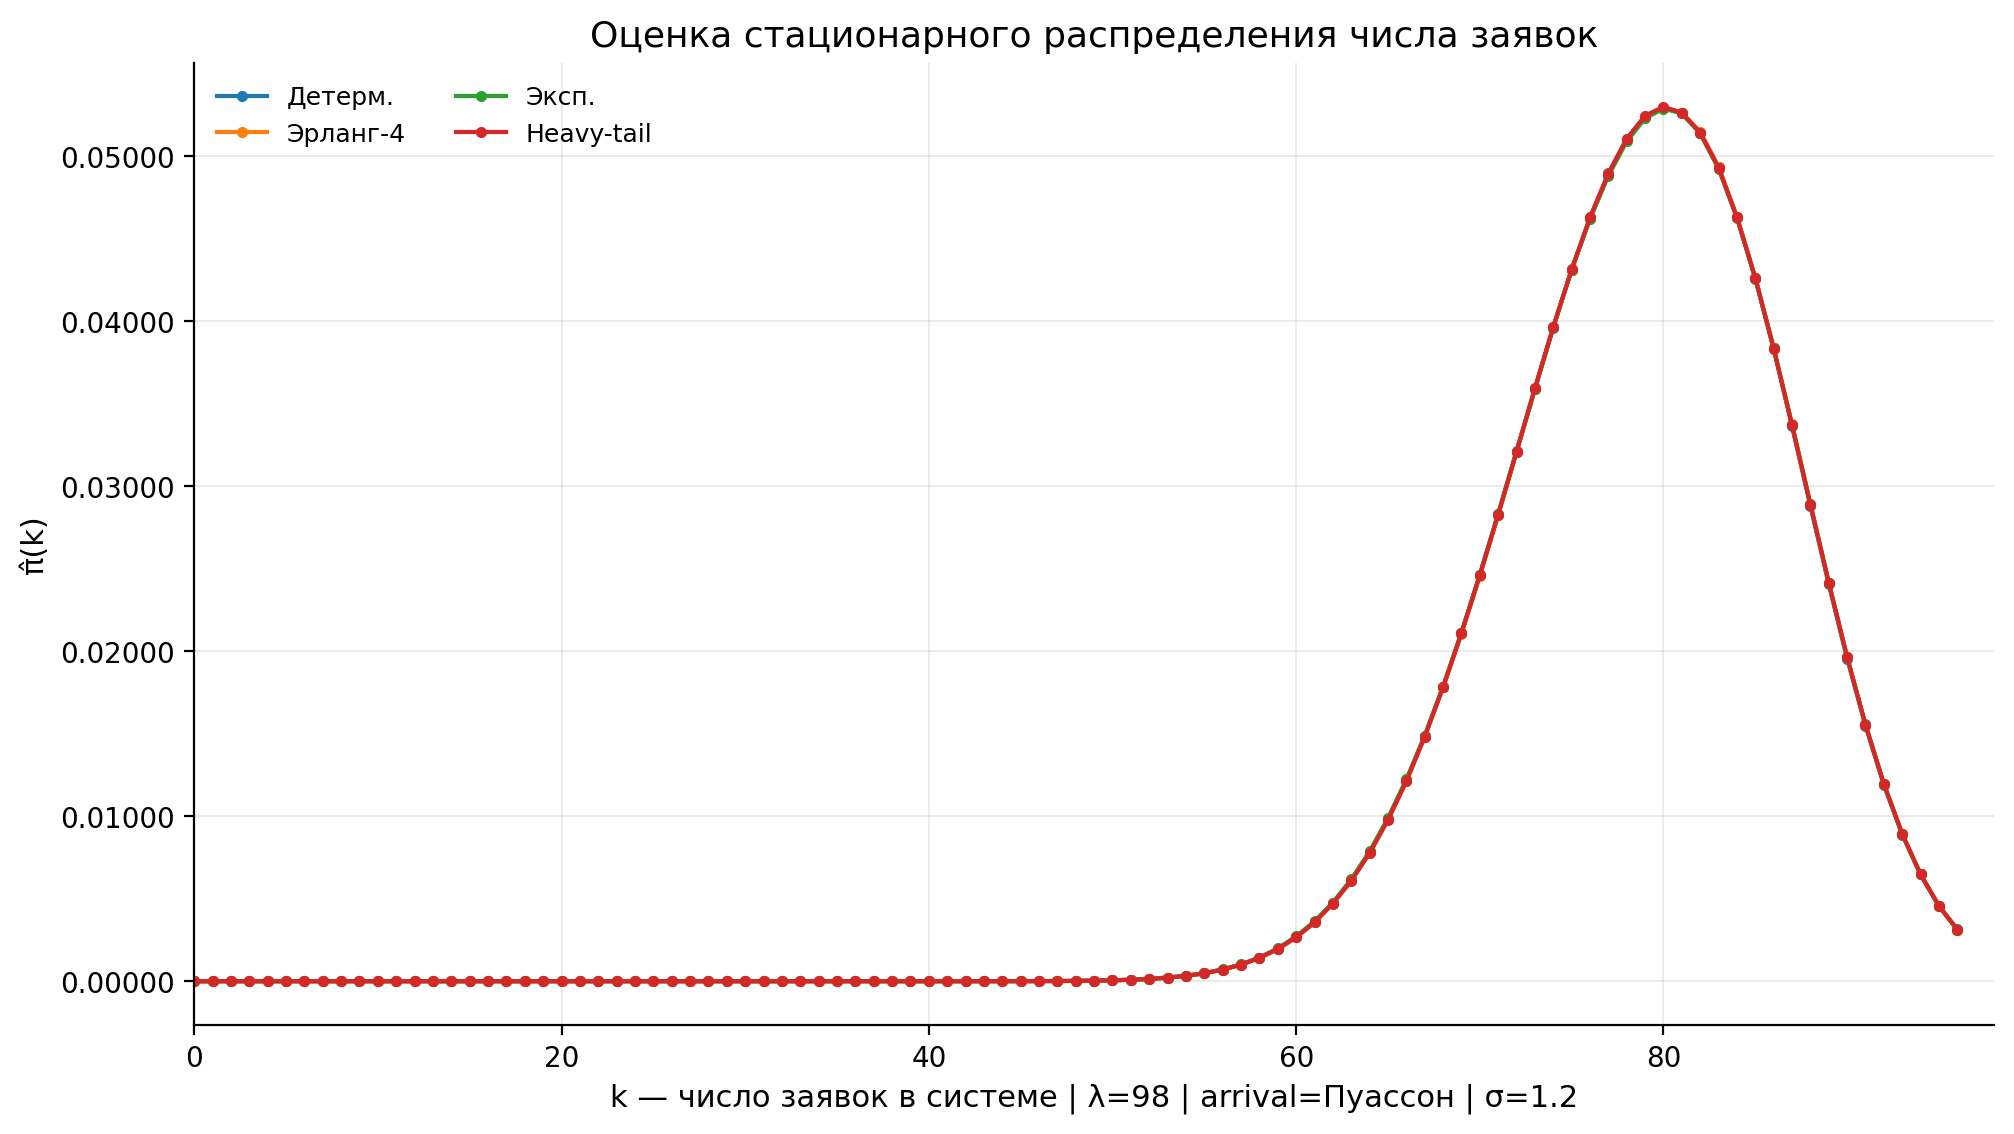 Оценка стационарного распределения числа заявок
Детерм.
Эрланг-4
Эксп.
Heavy-tail
0.05000
0.04000
0.03000
0.02000
0.01000
0.00000
π̂(k)
0 20 40 60 80
k — число заявок в системе | λ=98 | arrival=Пуассон | σ=1.2